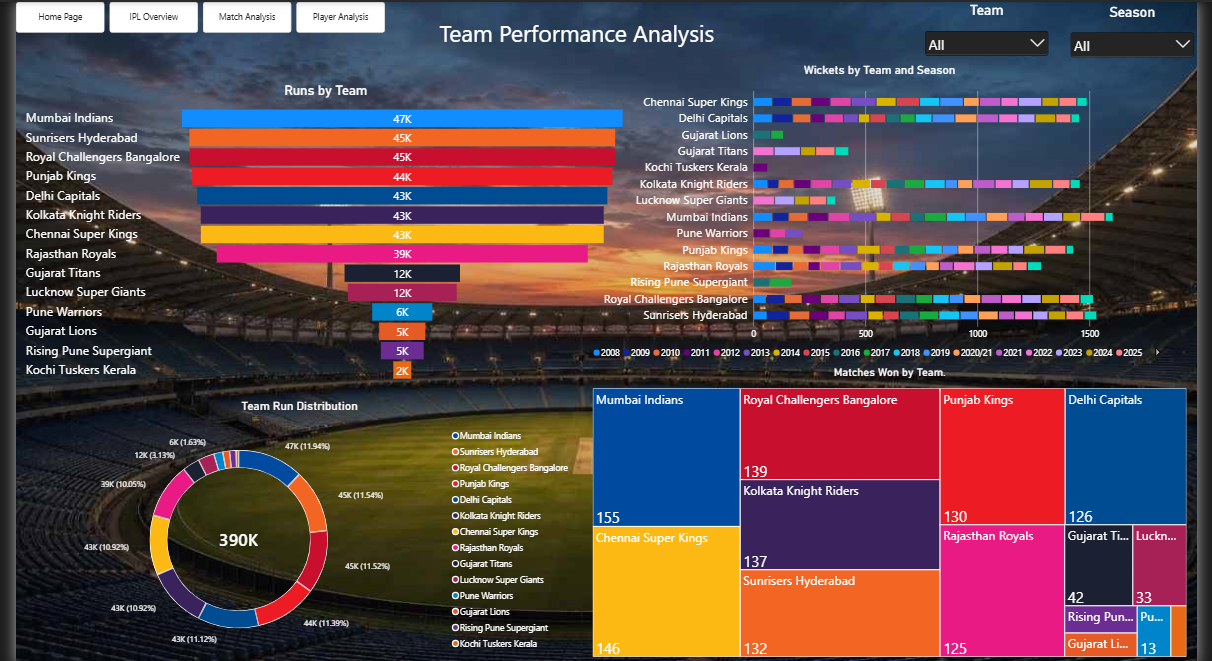 Home Page
IPL Overview
Match Analysis
Player Analysis
Team Performance Analysis
Team
All
Season
All
Runs by Team
Mumbai Indians 47K
Sunrisers Hyderabad 45K
Royal Challengers Bangalore 45K
Punjab Kings 44K
Delhi Capitals 43K
Kolkata Knight Riders 43K
Chennai Super Kings 43K
Rajasthan Royals 39K
Gujarat Titans 12K
Lucknow Super Giants 12K
Pune Warriors 6K
Gujarat Lions 5K
Rising Pune Supergiant 5K
Kochi Tuskers Kerala 2K
Wickets by Team and Season
Chennai Super Kings
Delhi Capitals
Gujarat Lions
Gujarat Titans
Kochi Tuskers Kerala
Kolkata Knight Riders
Lucknow Super Giants
Mumbai Indians
Pune Warriors
Punjab Kings
Rajasthan Royals
Rising Pune Supergiant
Royal Challengers Bangalore
Sunrisers Hyderabad
0 500 1000 1500
2008 2009 2010 2011 2012 2013 2014 2015 2016 2017 2018 2019 2020/21 2021 2022 2023 2024 2025
Team Run Distribution
47K (11.94%)
45K (11.54%)
45K (11.52%)
44K (11.39%)
43K (11.12%)
43K (10.92%)
43K (10.92%)
39K (10.05%)
12K (3.13%)
6K (1.63%)
390K
Mumbai Indians
Sunrisers Hyderabad
Royal Challengers Bangalore
Punjab Kings
Delhi Capitals
Kolkata Knight Riders
Chennai Super Kings
Rajasthan Royals
Gujarat Titans
Lucknow Super Giants
Pune Warriors
Gujarat Lions
Rising Pune Supergiant
Kochi Tuskers Kerala
Matches Won by Team.
Mumbai Indians
155
Chennai Super Kings
146
Royal Challengers Bangalore
139
Kolkata Knight Riders
137
Sunrisers Hyderabad
132
Punjab Kings
130
Rajasthan Royals
125
Delhi Capitals
126
Gujarat Ti...
42
Luckn...
33
Rising Pun...
Gujarat Li...
Pu...
13